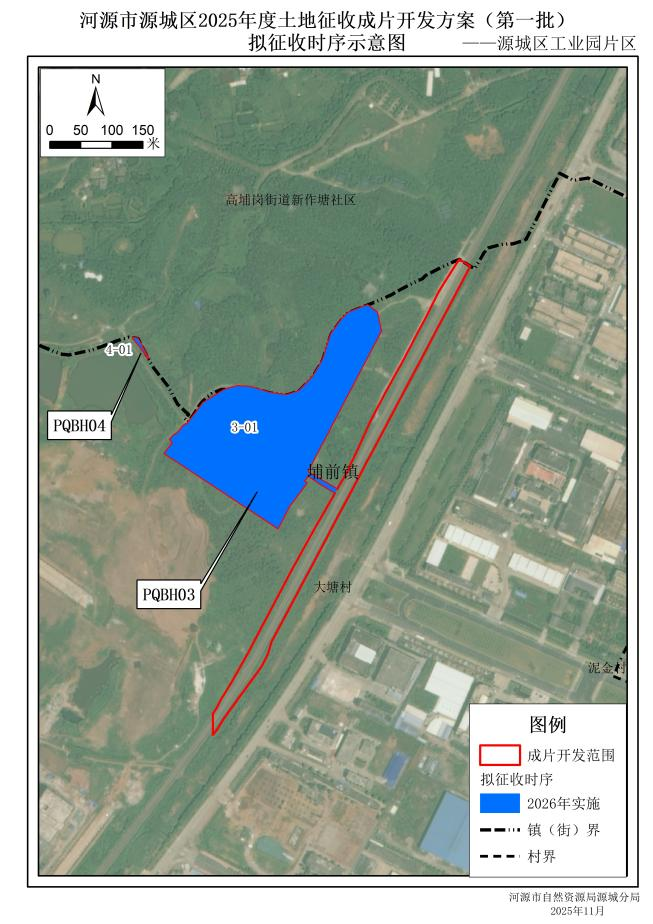 河源市源城区2025年度土地征收成片开发方案（第一批）
拟征收时序示意图 ——源城区工业园片区
N
0 50 100 150
米
高埔岗街道新作塘社区
4-01
PQBH04
3-01
埔前镇
PQBH03
大塘村
泥金村
图例
成片开发范围
拟征收时序
2026年实施
镇（街）界
村界
河源市自然资源局源城分局
2025年11月